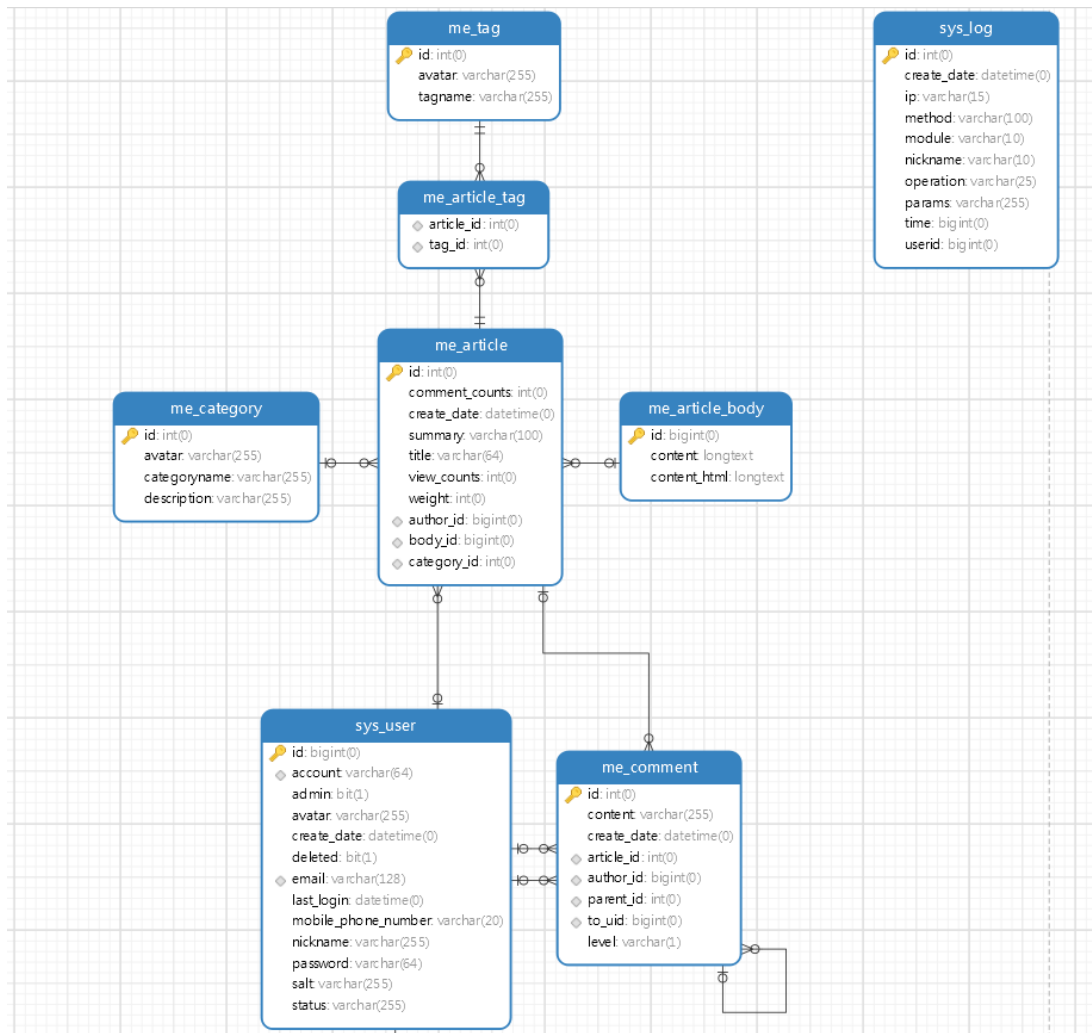 me_tag
id: int(0)
avatar: varchar(255)
tagname: varchar(255)
sys_log
id: int(0)
create_date: datetime(0)
ip: varchar(15)
method: varchar(100)
module: varchar(10)
nickname: varchar(10)
operation: varchar(25)
params: varchar(255)
time: bigint(0)
userid: bigint(0)
me_article_tag
article_id: int(0)
tag_id: int(0)
me_article
id: int(0)
comment_counts: int(0)
create_date: datetime(0)
summary: varchar(100)
title: varchar(64)
view_counts: int(0)
weight: int(0)
author_id: bigint(0)
body_id: bigint(0)
category_id: int(0)
me_category
id: int(0)
avatar: varchar(255)
categoryname: varchar(255)
description: varchar(255)
me_article_body
id: bigint(0)
content: longtext
content_html: longtext
sys_user
id: bigint(0)
account: varchar(64)
admin: bit(1)
avatar: varchar(255)
create_date: datetime(0)
deleted: bit(1)
email: varchar(128)
last_login: datetime(0)
mobile_phone_number: varchar(20)
nickname: varchar(255)
password: varchar(64)
salt: varchar(255)
status: varchar(255)
me_comment
id: int(0)
content: varchar(255)
create_date: datetime(0)
article_id: int(0)
author_id: bigint(0)
parent_id: int(0)
to_uid: bigint(0)
level: varchar(1)